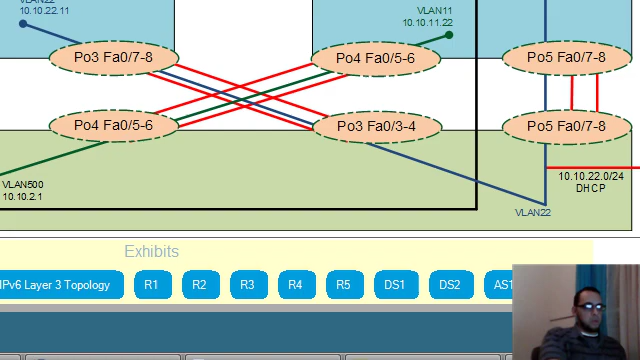 VLAN22
10.10.22.11
VLAN11
10.10.11.22
Po3 Fa0/7-8
Po4 Fa0/5-6
Po5 Fa0/7-8
Po4 Fa0/5-6
Po3 Fa0/3-4
Po5 Fa0/7-8
VLAN500
10.10.2.1
10.10.22.0/24
DHCP
VLAN22
Exhibits
IPv6 Layer 3 Topology
R1
R2
R3
R4
R5
DS1
DS2
AS1